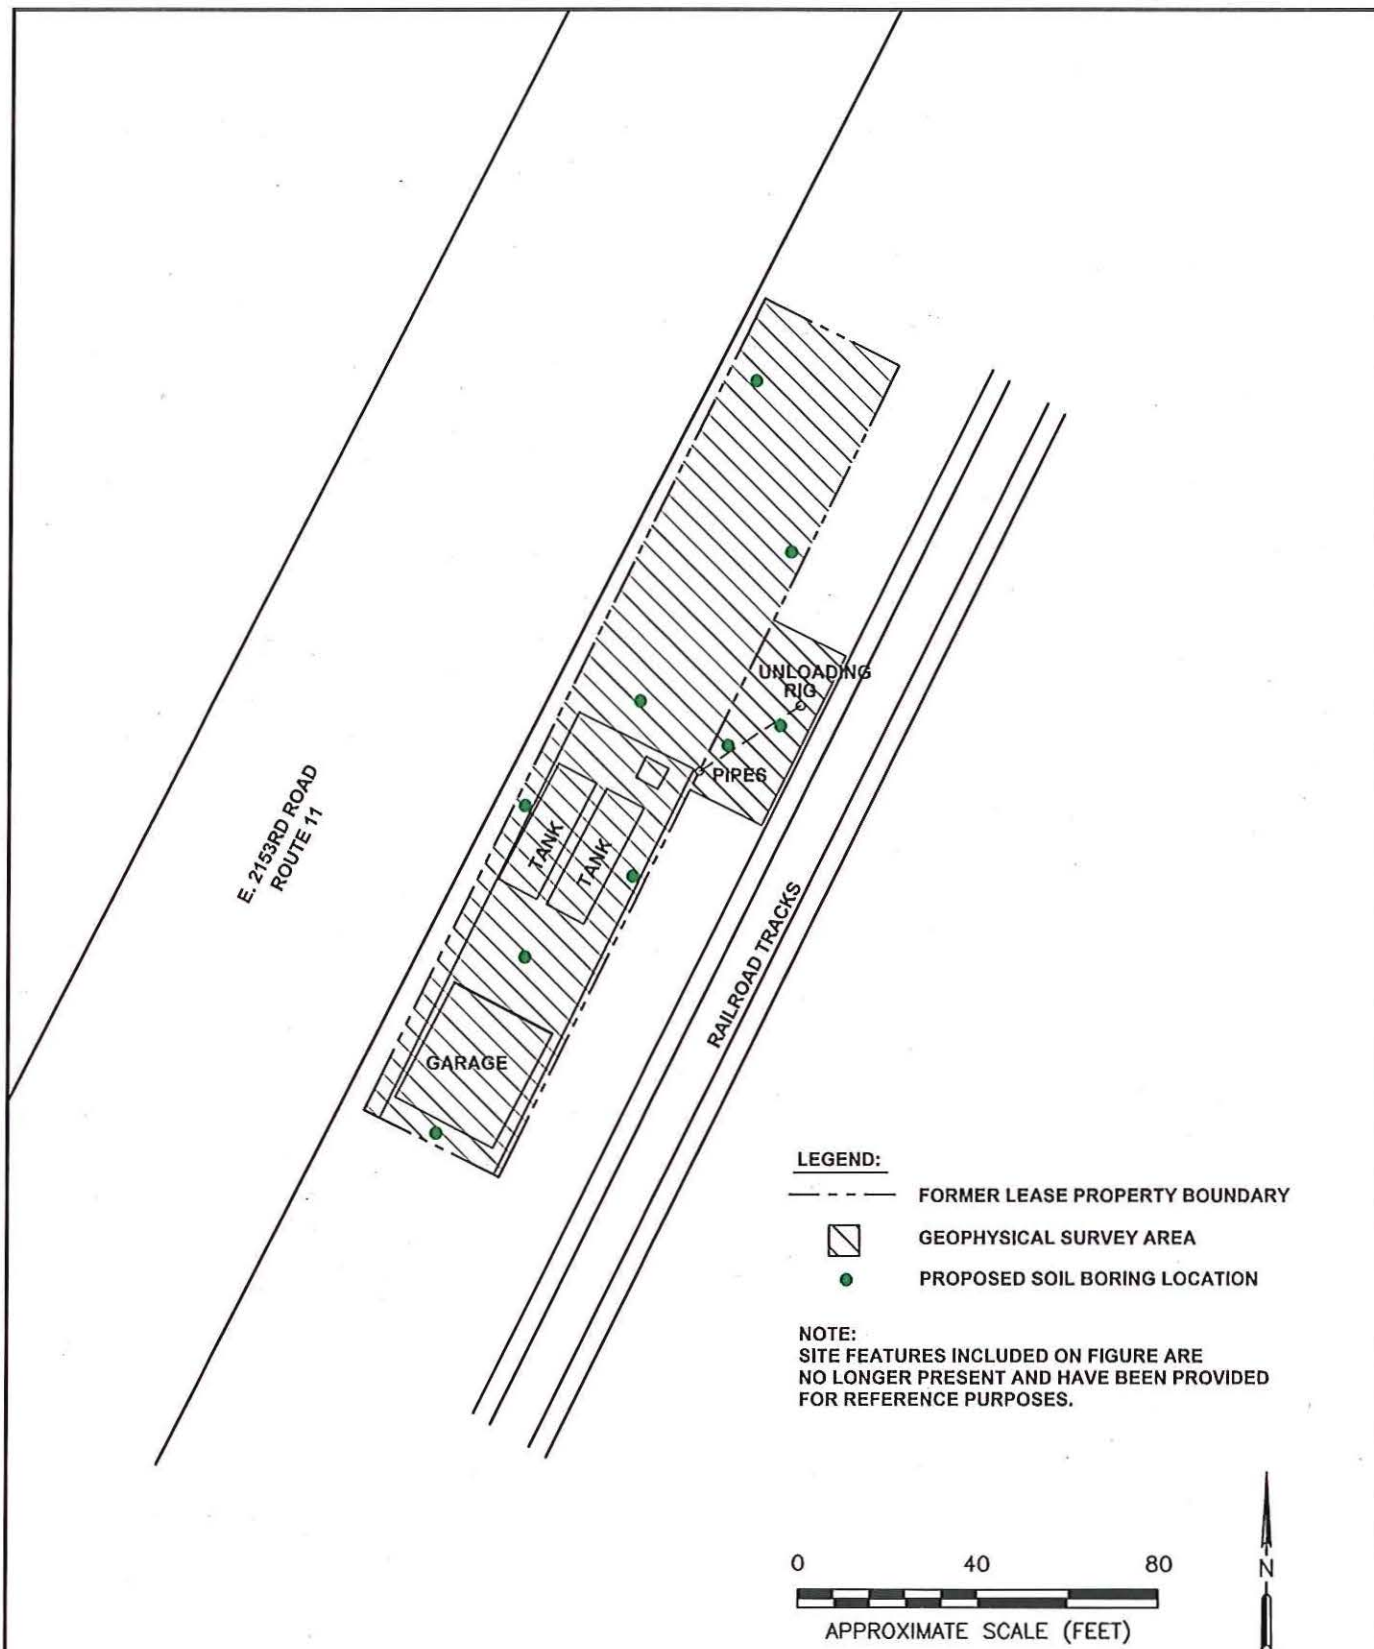 UNLOADING
RIG
PIPES
TANK
TANK
E. 2153RD ROAD
ROUTE 11
RAILROAD TRACKS
GARAGE
LEGEND:
FORMER LEASE PROPERTY BOUNDARY
GEOPHYSICAL SURVEY AREA
PROPOSED SOIL BORING LOCATION
NOTE:
SITE FEATURES INCLUDED ON FIGURE ARE
NO LONGER PRESENT AND HAVE BEEN PROVIDED
FOR REFERENCE PURPOSES.
0 40 80
N
APPROXIMATE SCALE (FEET)